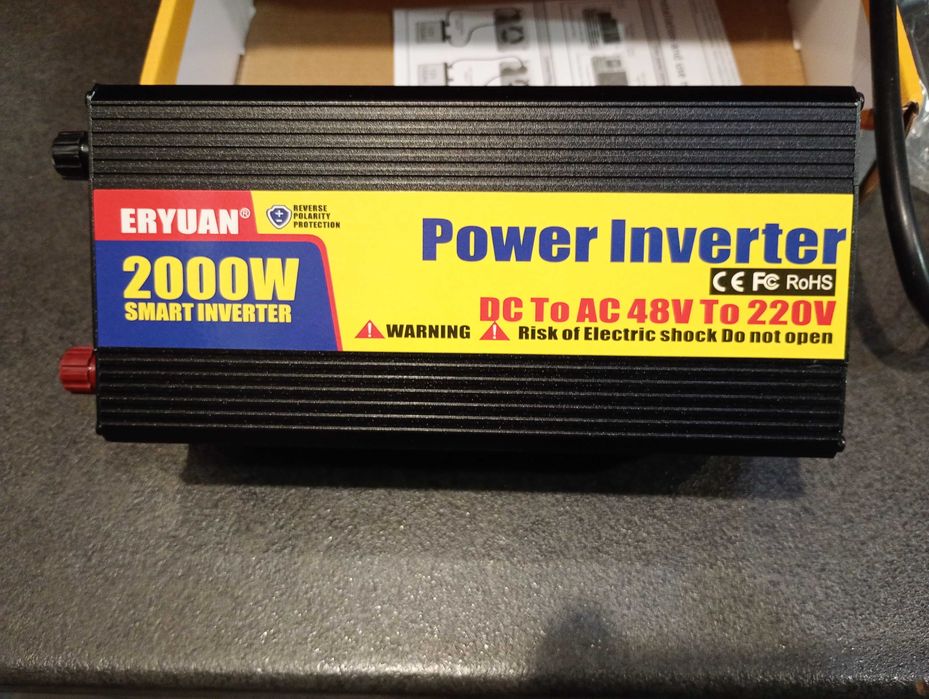 ERYUAN®
REVERSE
POLARITY
PROTECTION
2000W
SMART INVERTER
Power Inverter
CE FC RoHS
DC To AC 48V To 220V
WARNING Risk of Electric shock Do not open